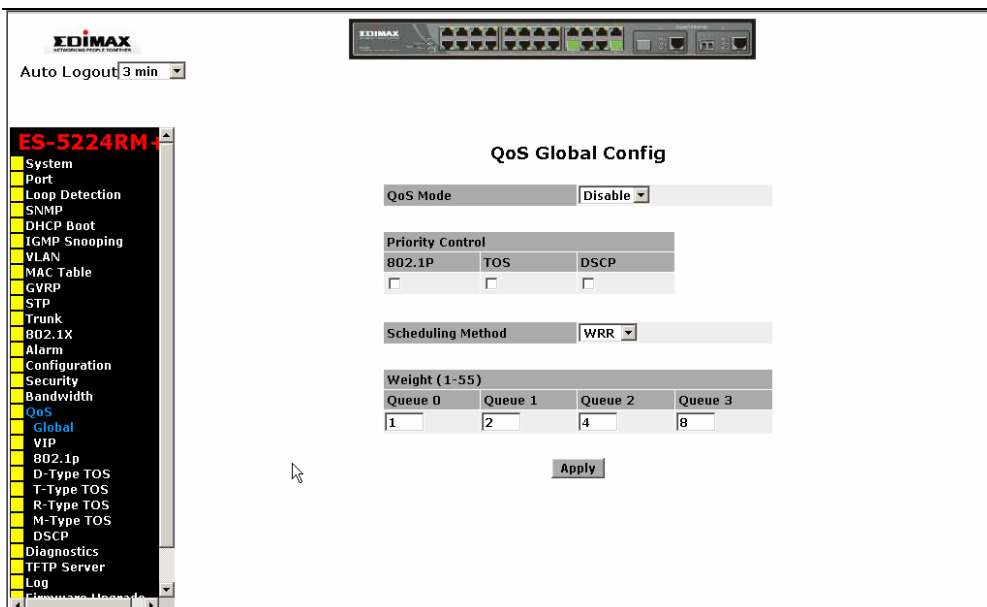 EDIMAX
NETWORKING PEOPLE TOGETHER
EDIMAX
Auto Logout 3 min
ES-5224RM+
System
Port
Loop Detection
SNMP
DHCP Boot
IGMP Snooping
VLAN
MAC Table
GVRP
STP
Trunk
802.1X
Alarm
Configuration
Security
Bandwidth
QoS
Global
VIP
802.1p
D-Type TOS
T-Type TOS
R-Type TOS
M-Type TOS
DSCP
Diagnostics
TFTP Server
Log
Firmware Upgrade
QoS Global Config
QoS Mode Disable
Priority Control
802.1P TOS DSCP
Scheduling Method WRR
Weight (1-55)
Queue 0 Queue 1 Queue 2 Queue 3
1 2 4 8
Apply